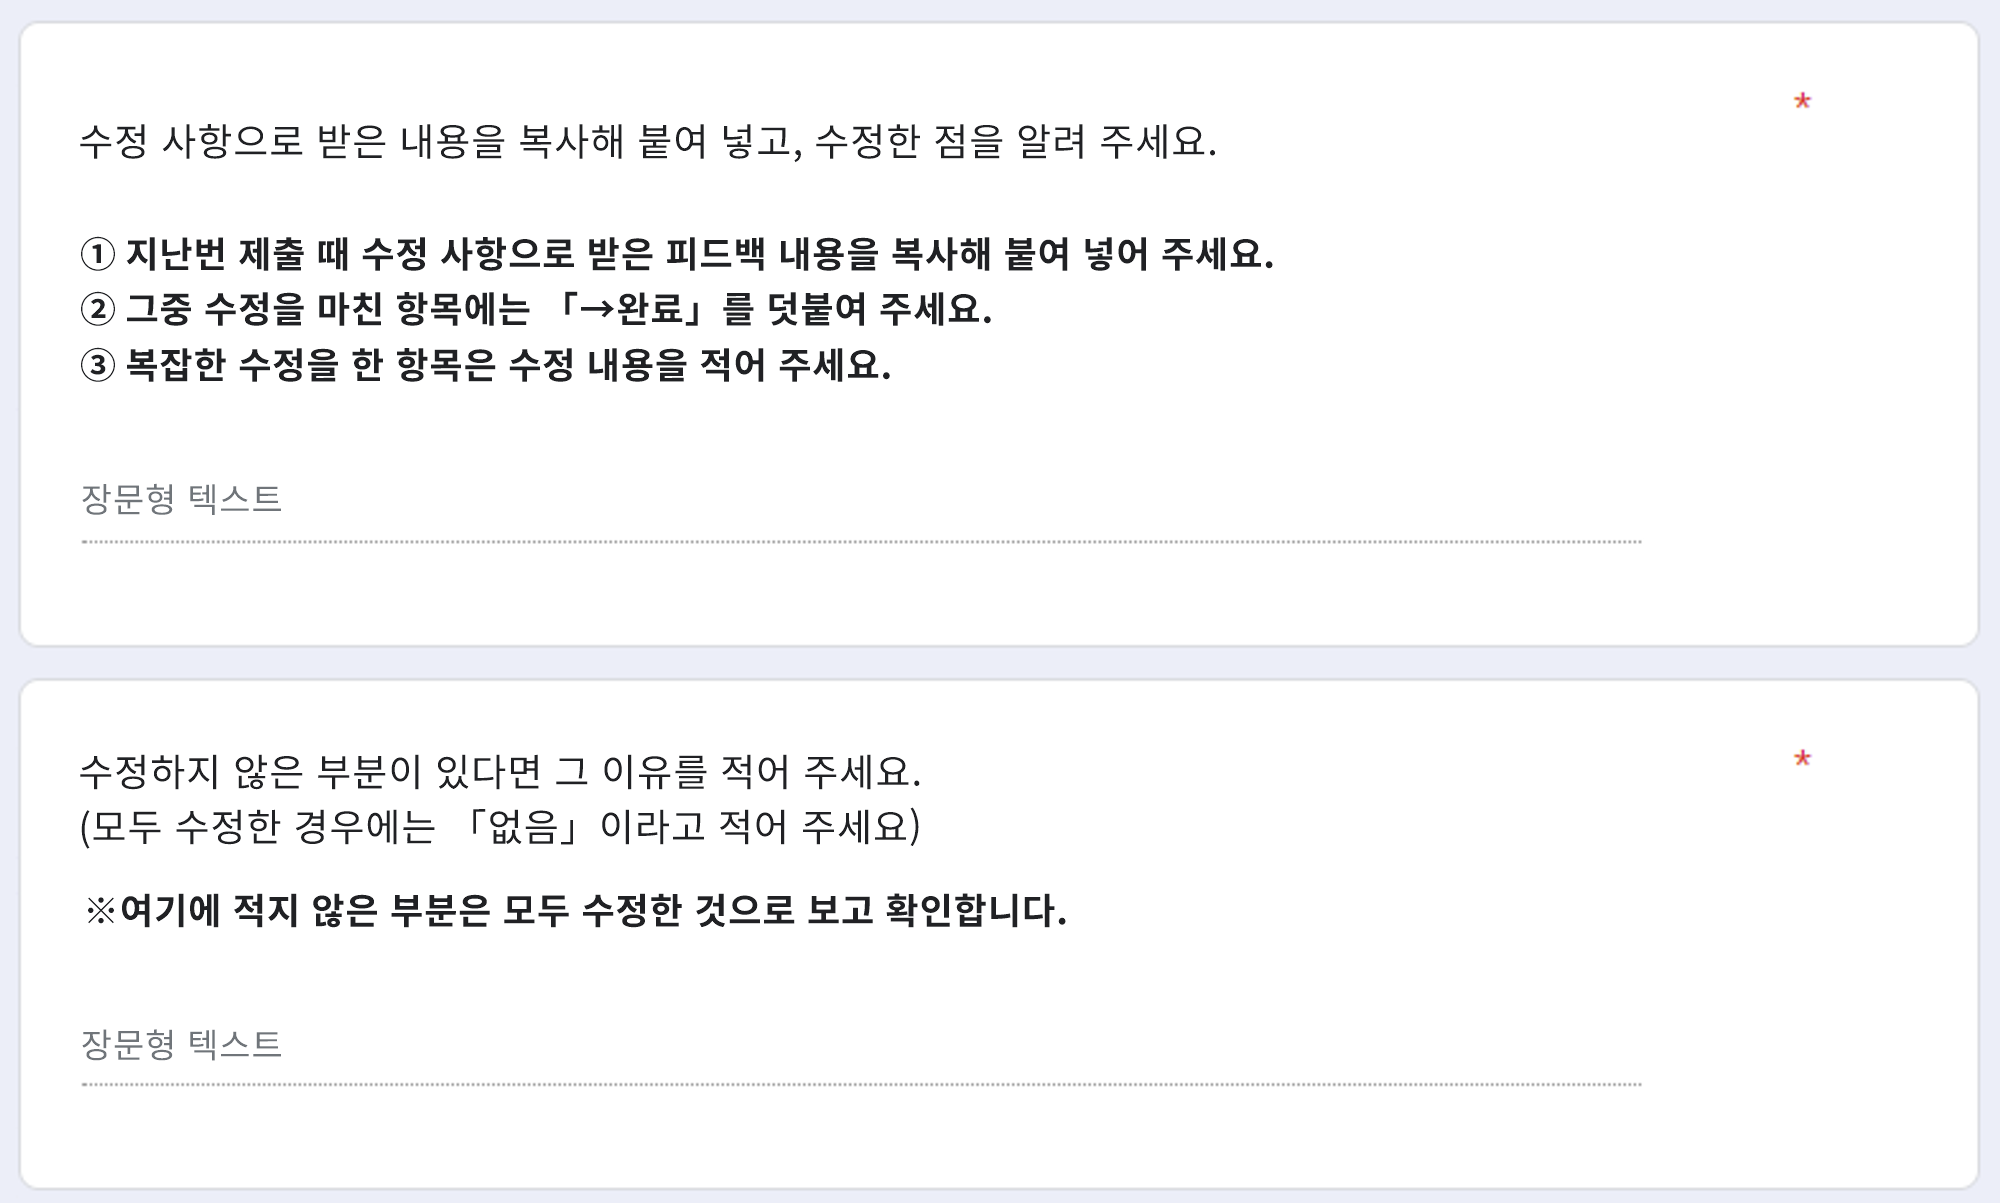 *
수정 사항으로 받은 내용을 복사해 붙여 넣고, 수정한 점을 알려 주세요.
① 지난번 제출 때 수정 사항으로 받은 피드백 내용을 복사해 붙여 넣어 주세요.
② 그중 수정을 마친 항목에는 「→완료」를 덧붙여 주세요.
③ 복잡한 수정을 한 항목은 수정 내용을 적어 주세요.
장문형 텍스트
*
수정하지 않은 부분이 있다면 그 이유를 적어 주세요.
(모두 수정한 경우에는 「없음」이라고 적어 주세요)
※여기에 적지 않은 부분은 모두 수정한 것으로 보고 확인합니다.
장문형 텍스트